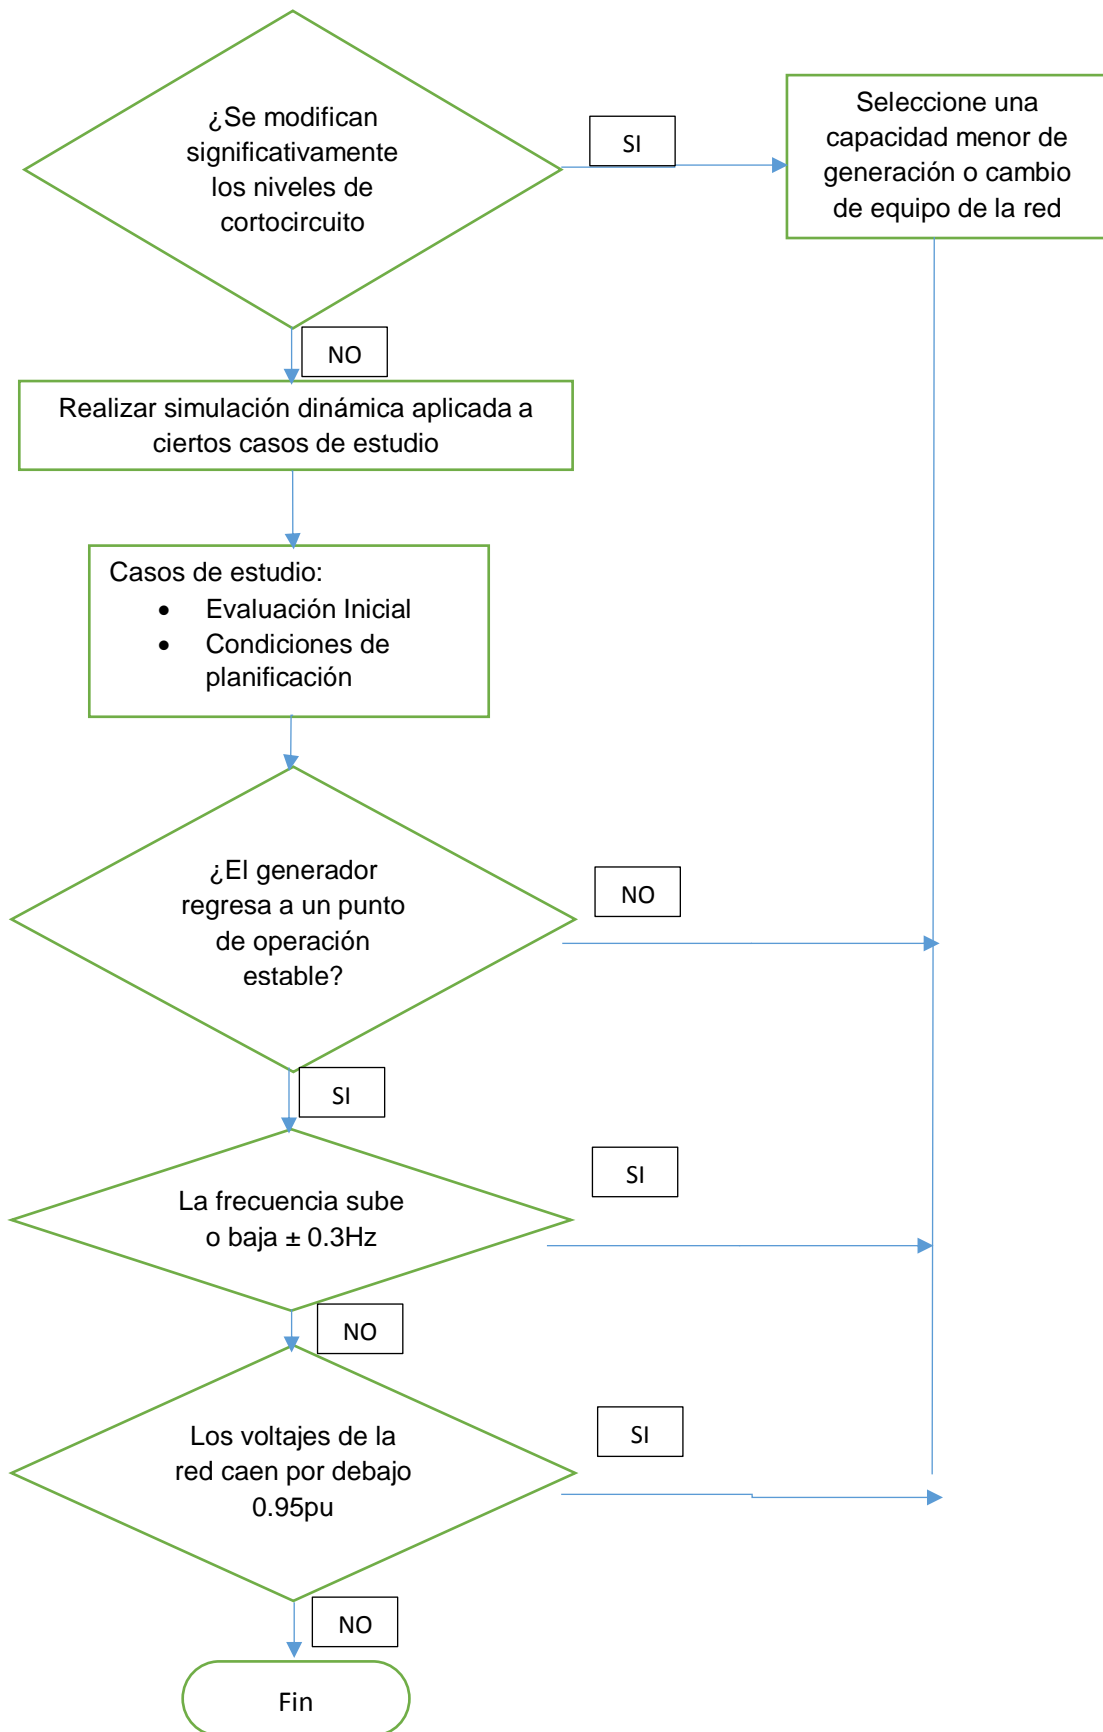 ¿Se modifican
significativamente
los niveles de
cortocircuito
SI
Seleccione una
capacidad menor de
generación o cambio
de equipo de la red
NO
Realizar simulación dinámica aplicada a
ciertos casos de estudio
Casos de estudio:
• Evaluación Inicial
• Condiciones de
planificación
¿El generador
regresa a un punto
de operación
estable?
NO
SI
La frecuencia sube
o baja ± 0.3Hz
SI
NO
Los voltajes de la
red caen por debajo
0.95pu
SI
NO
Fin